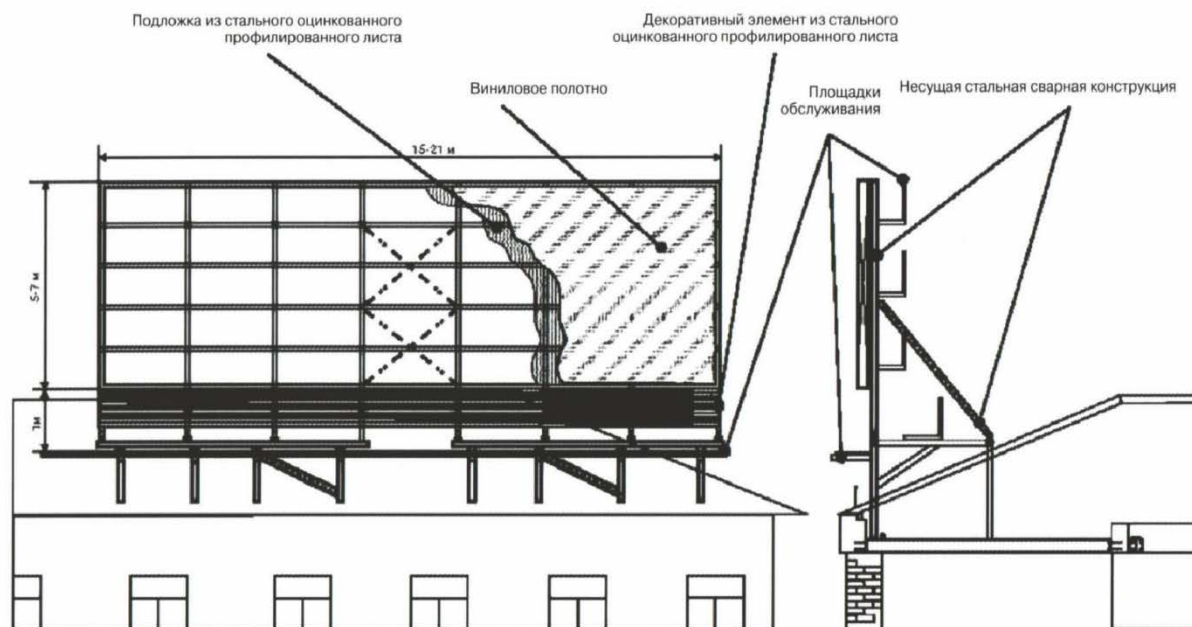 Подложка из стального оцинкованного
профилированного листа
Декоративный элемент из стального
оцинкованного профилированного листа
Виниловое полотно
Площадки
обслуживания
Несущая стальная сварная конструкция
15-21 м
5-7 м
1м